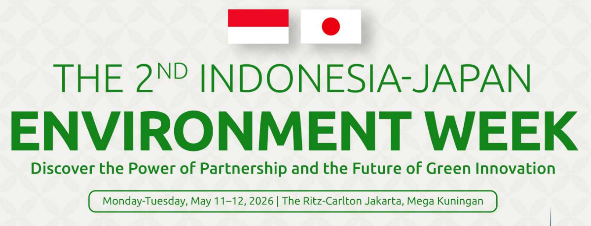 THE 2ND INDONESIA-JAPAN
ENVIRONMENT WEEK
Discover the Power of Partnership and the Future of Green Innovation
Monday-Tuesday, May 11–12, 2026 | The Ritz-Carlton Jakarta, Mega Kuningan